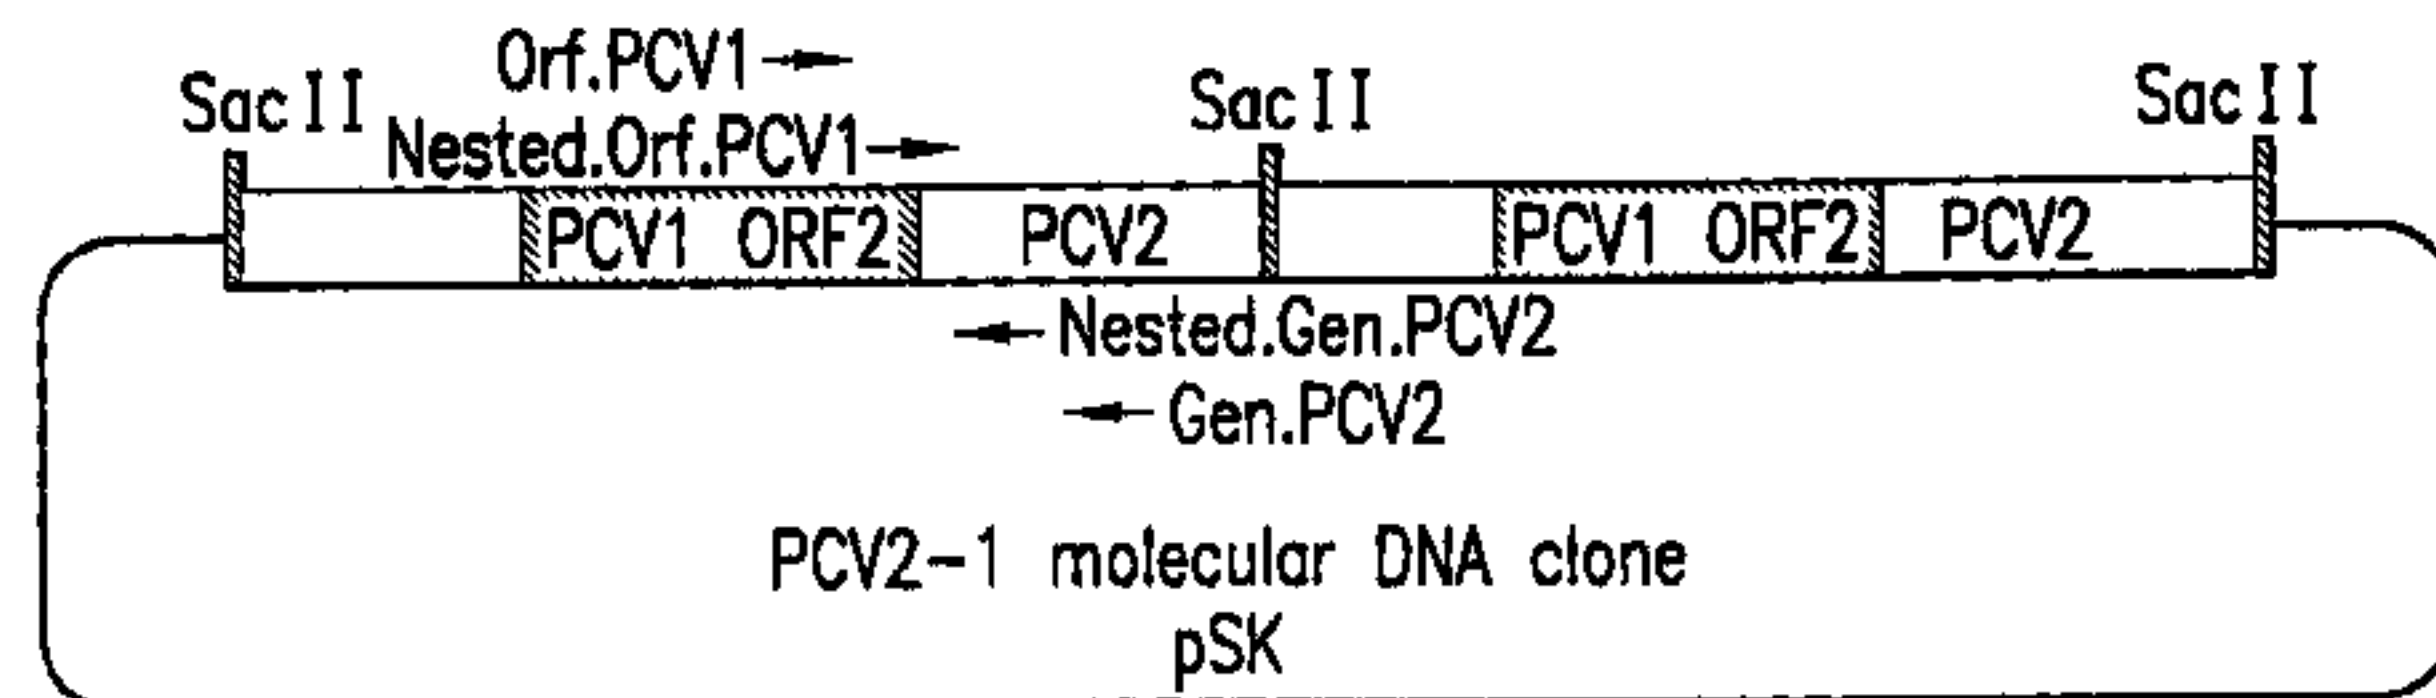 Orf.PCV1
Sac II
Sac II
Sac II
Nested.Orf.PCV1
PCV1 ORF2
PCV2
PCV1 ORF2
PCV2
Nested.Gen.PCV2
Gen.PCV2
PCV2-1 molecular DNA clone
pSK